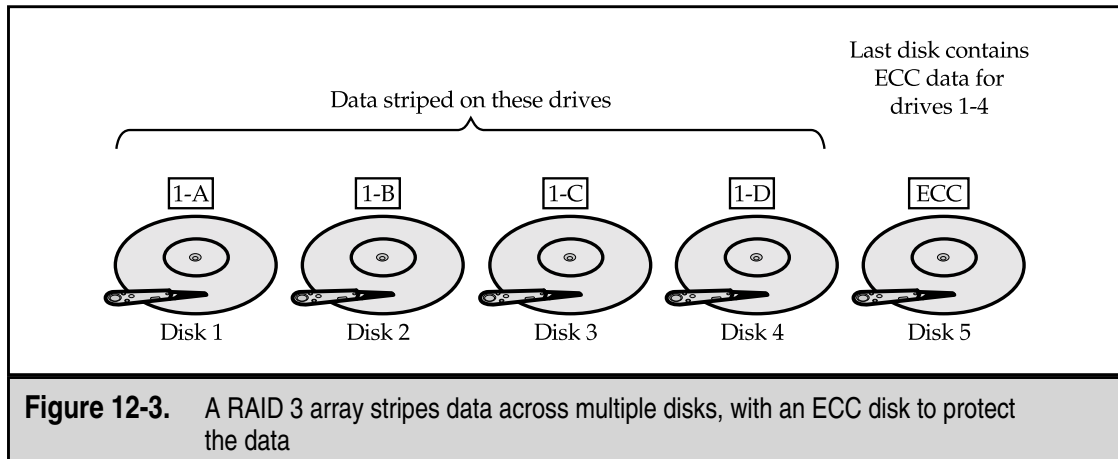 Last disk contains
ECC data for
drives 1-4
Data striped on these drives
1-A
1-B
1-C
1-D
ECC
Disk 1
Disk 2
Disk 3
Disk 4
Disk 5
Figure 12-3. A RAID 3 array stripes data across multiple disks, with an ECC disk to protect
the data